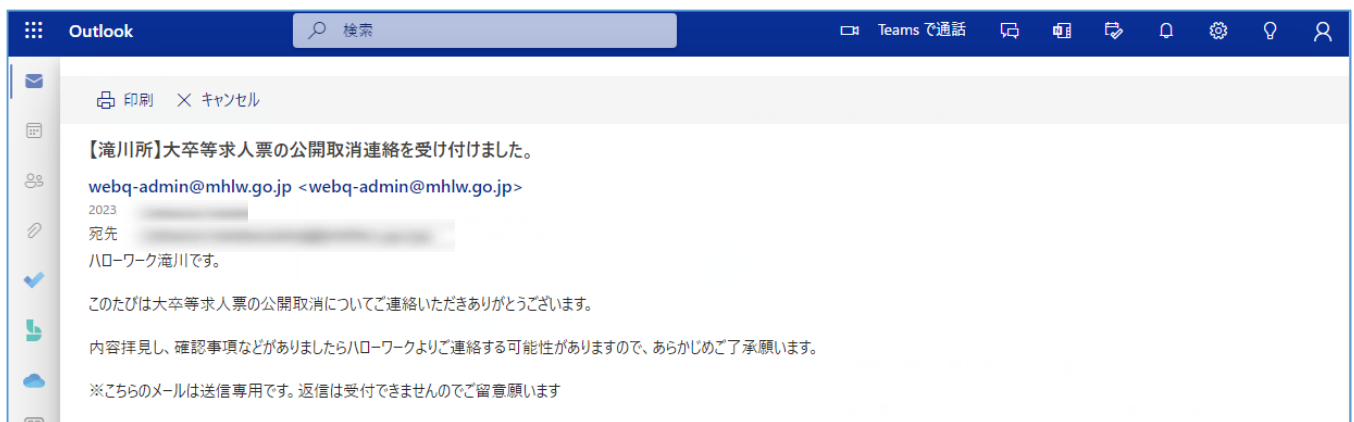 Outlook
検索
Teams で通話
印刷
キャンセル
【滝川所】大卒等求人票の公開取消連絡を受け付けました。
webq-admin@mhlw.go.jp <webq-admin@mhlw.go.jp>
2023
宛先
ハローワーク滝川です。
このたびは大卒等求人票の公開取消についてご連絡いただきありがとうございます。
内容拝見し、確認事項などがありましたらハローワークよりご連絡する可能性がありますので、あらかじめご了承願います。
※こちらのメールは送信専用です。返信は受付できませんのでご留意願います